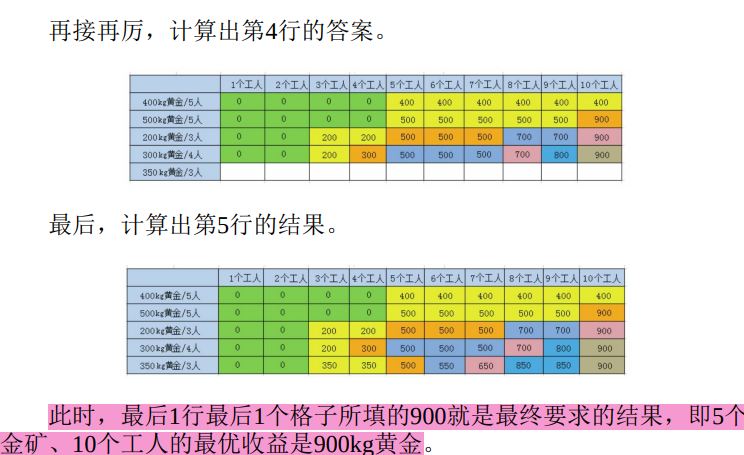 再接再厉，计算出第4行的答案。
1个工人 2个工人 3个工人 4个工人 5个工人 6个工人 7个工人 8个工人 9个工人 10个工人
400kg黄金/5人 0 0 0 0 400 400 400 400 400 400
500kg黄金/5人 0 0 0 0 500 500 500 500 500 900
200kg黄金/3人 0 0 200 200 500 500 500 700 700 900
300kg黄金/4人 0 0 200 300 500 500 500 700 800 900
350kg黄金/3人
最后，计算出第5行的结果。
1个工人 2个工人 3个工人 4个工人 5个工人 6个工人 7个工人 8个工人 9个工人 10个工人
400kg黄金/5人 0 0 0 0 400 400 400 400 400 400
500kg黄金/5人 0 0 0 0 500 500 500 500 500 900
200kg黄金/3人 0 0 200 200 500 500 500 700 700 900
300kg黄金/4人 0 0 200 300 500 500 500 700 800 900
350kg黄金/3人 0 0 350 350 500 550 650 850 850 900
此时，最后1行最后1个格子所填的900就是最终要求的结果，即5个
金矿、10个工人的最优收益是900kg黄金。